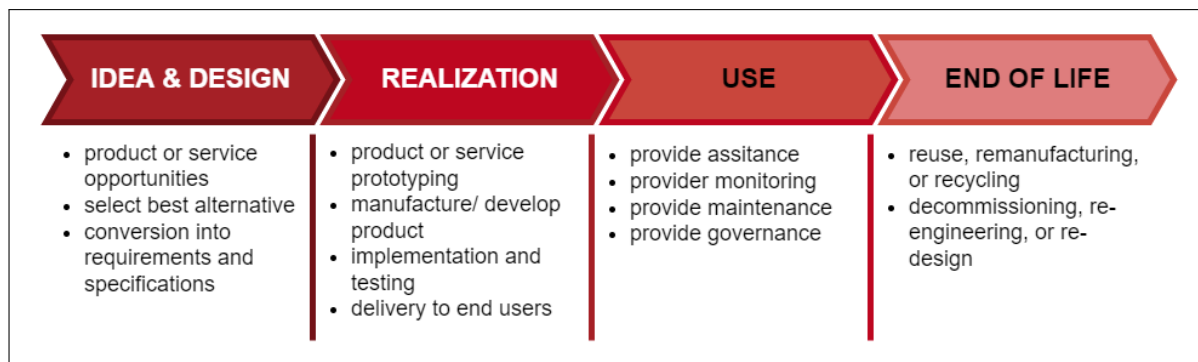 IDEA & DESIGN
REALIZATION
USE
END OF LIFE
• product or service
opportunities
• select best alternative
• conversion into
requirements and
specifications
• product or service
prototyping
• manufacture/ develop
product
• implementation and
testing
• delivery to end users
• provide assitance
• provider monitoring
• provide maintenance
• provide governance
• reuse, remanufacturing,
or recycling
• decommissioning, re-
engineering, or re-
design